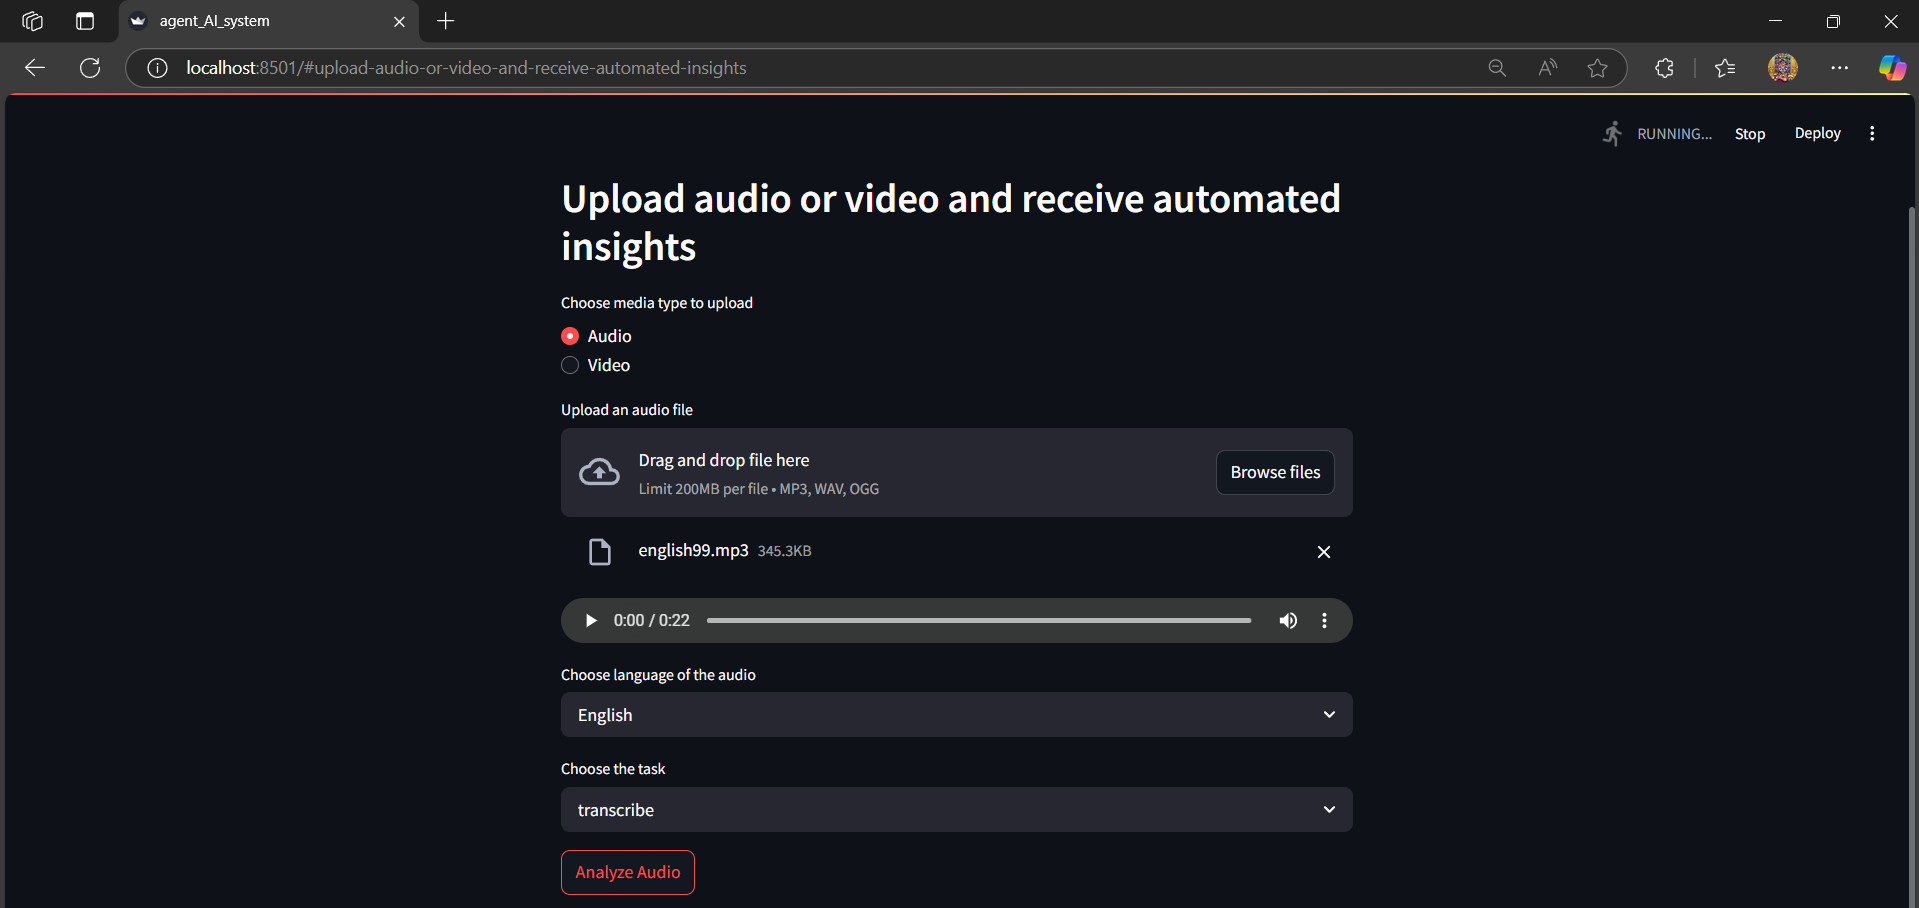 agent_AI_system
localhost:8501/#upload-audio-or-video-and-receive-automated-insights
RUNNING...
Stop
Deploy
Upload audio or video and receive automated
insights
Choose media type to upload
Audio
Video
Upload an audio file
Drag and drop file here
Limit 200MB per file • MP3, WAV, OGG
Browse files
english99.mp3 345.3KB
0:00 / 0:22
Choose language of the audio
English
Choose the task
transcribe
Analyze Audio